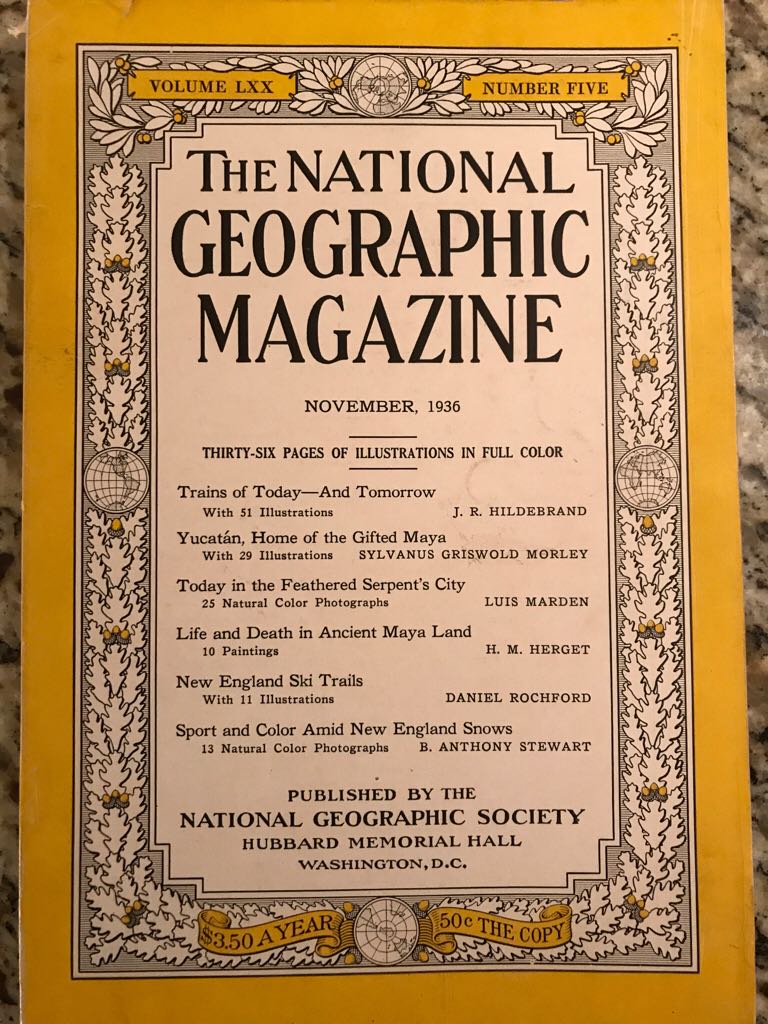 VOLUME LXX
NUMBER FIVE
THE NATIONAL
GEOGRAPHIC
MAGAZINE
NOVEMBER, 1936
THIRTY-SIX PAGES OF ILLUSTRATIONS IN FULL COLOR
Trains of Today—And Tomorrow
With 51 Illustrations J. R. HILDEBRAND
Yucatán, Home of the Gifted Maya
With 29 Illustrations SYLVANUS GRISWOLD MORLEY
Today in the Feathered Serpent's City
25 Natural Color Photographs LUIS MARDEN
Life and Death in Ancient Maya Land
10 Paintings H. M. HERGET
New England Ski Trails
With 11 Illustrations DANIEL ROCHFORD
Sport and Color Amid New England Snows
13 Natural Color Photographs B. ANTHONY STEWART
PUBLISHED BY THE
NATIONAL GEOGRAPHIC SOCIETY
HUBBARD MEMORIAL HALL
WASHINGTON, D.C.
$3.50 A YEAR
50c THE COPY